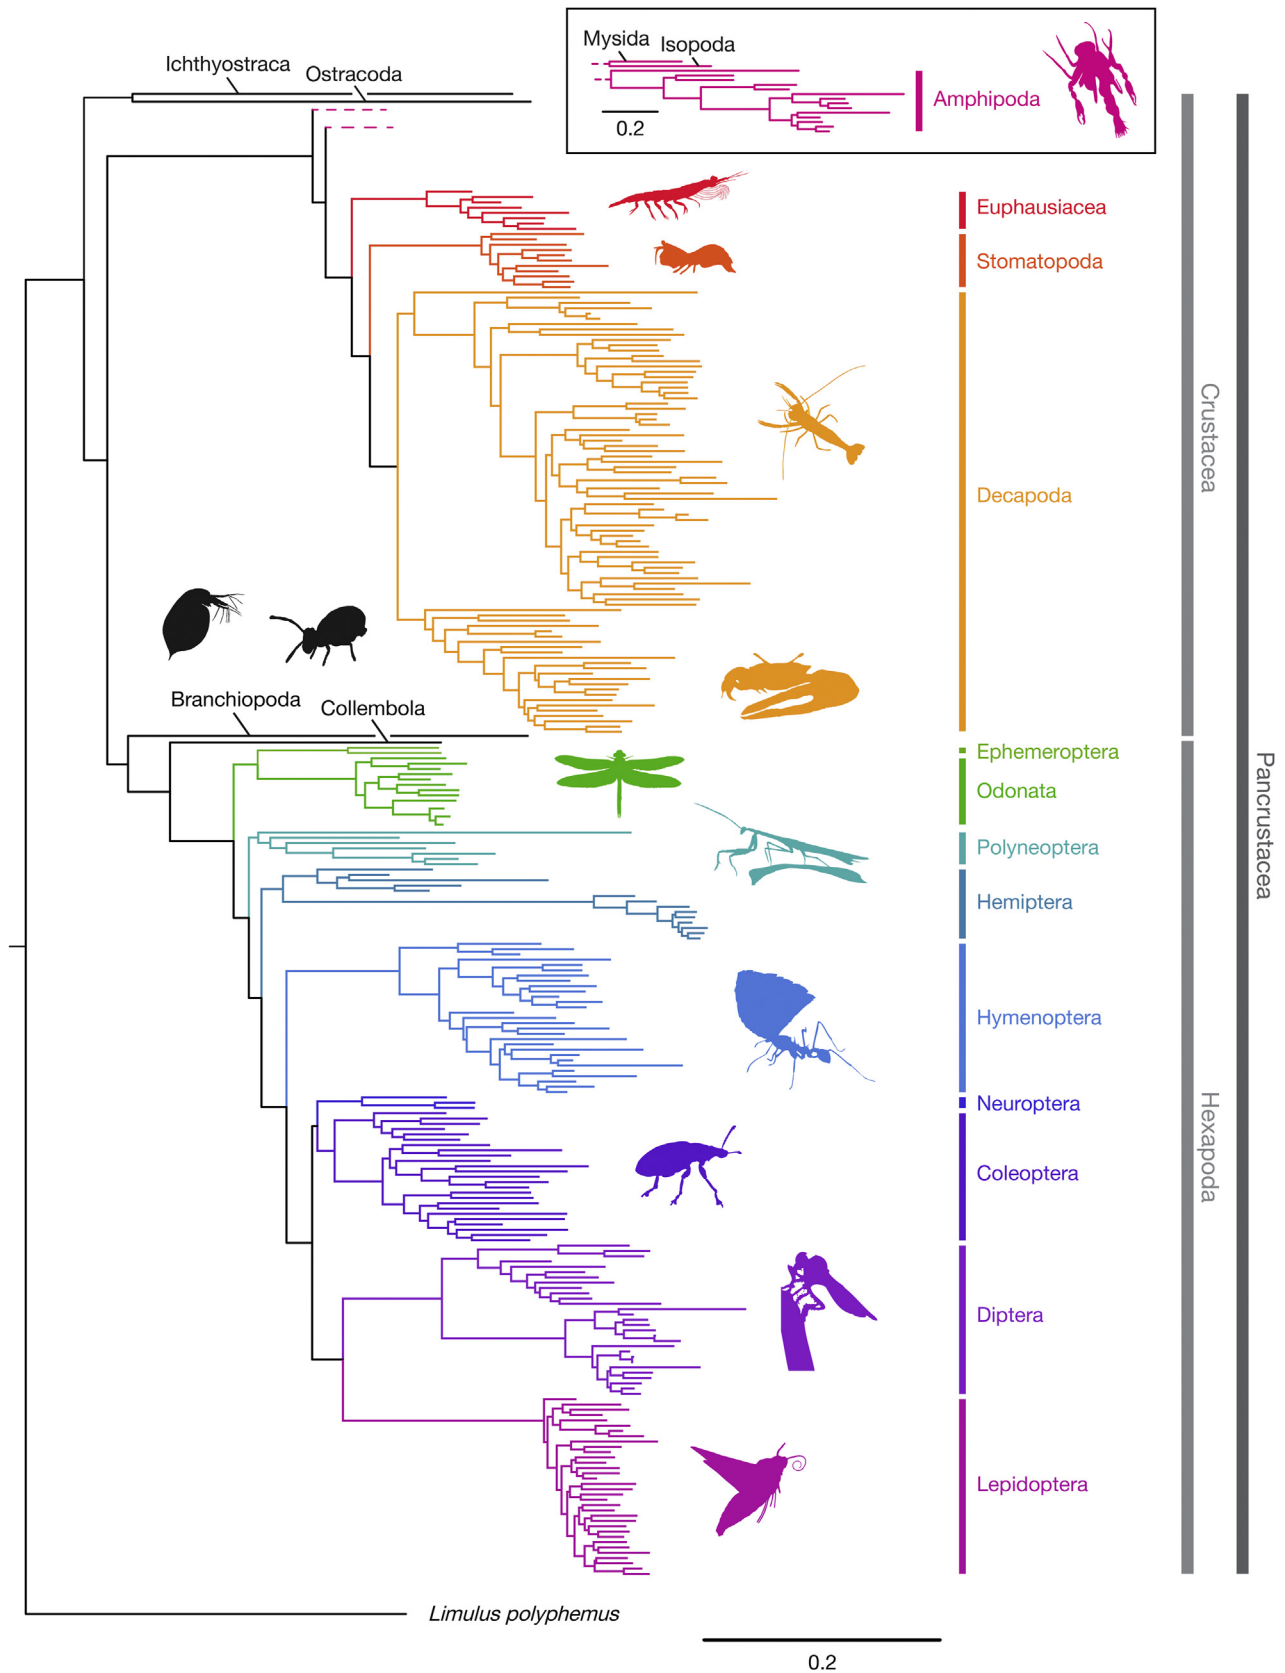 Ichthyostraca
Ostracoda
Mysida
Isopoda
Amphipoda
0.2
Euphausiacea
Stomatopoda
Decapoda
Crustacea
Branchiopoda
Collembola
Ephemeroptera
Odonata
Pancrustacea
Polyneoptera
Hemiptera
Hymenoptera
Neuroptera
Hexapoda
Coleoptera
Diptera
Lepidoptera
Limulus polyphemus
0.2